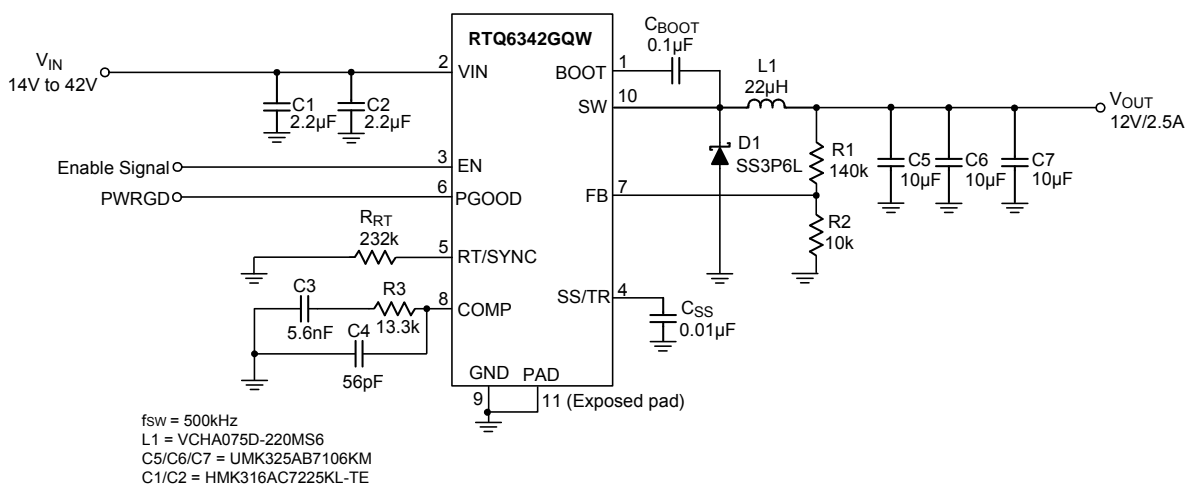 RTQ6342GQW
VIN
14V to 42V
2
VIN
C1
2.2µF
C2
2.2µF
Enable Signal
3
EN
PWRGD
6
PGOOD
RRT
232k
5
RT/SYNC
C3
5.6nF
R3
13.3k
8
COMP
C4
56pF
GND
PAD
9
11 (Exposed pad)
BOOT
1
CBOOT
0.1µF
SW
10
L1
22µH
VOUT
12V/2.5A
D1
SS3P6L
R1
140k
C5
10µF
C6
10µF
C7
10µF
FB
7
R2
10k
SS/TR
4
CSS
0.01µF
fSW = 500kHz
L1 = VCHA075D-220MS6
C5/C6/C7 = UMK325AB7106KM
C1/C2 = HMK316AC7225KL-TE